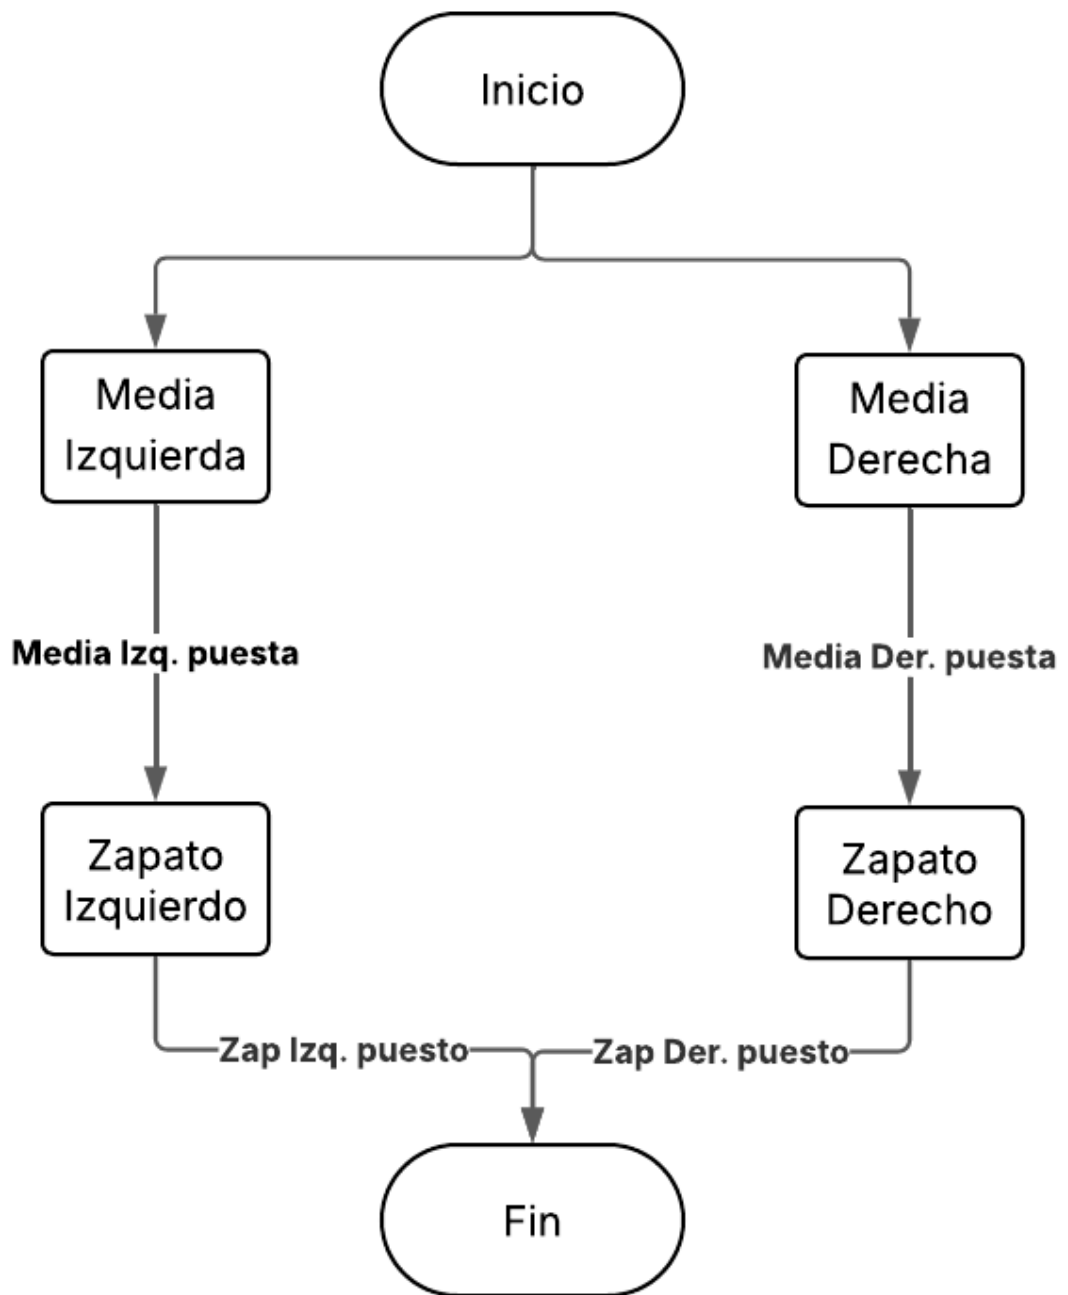 Inicio
Media
Izquierda
Media
Derecha
Media Izq. puesta
Media Der. puesta
Zapato
Izquierdo
Zapato
Derecho
Zap Izq. puesto
Zap Der. puesto
Fin